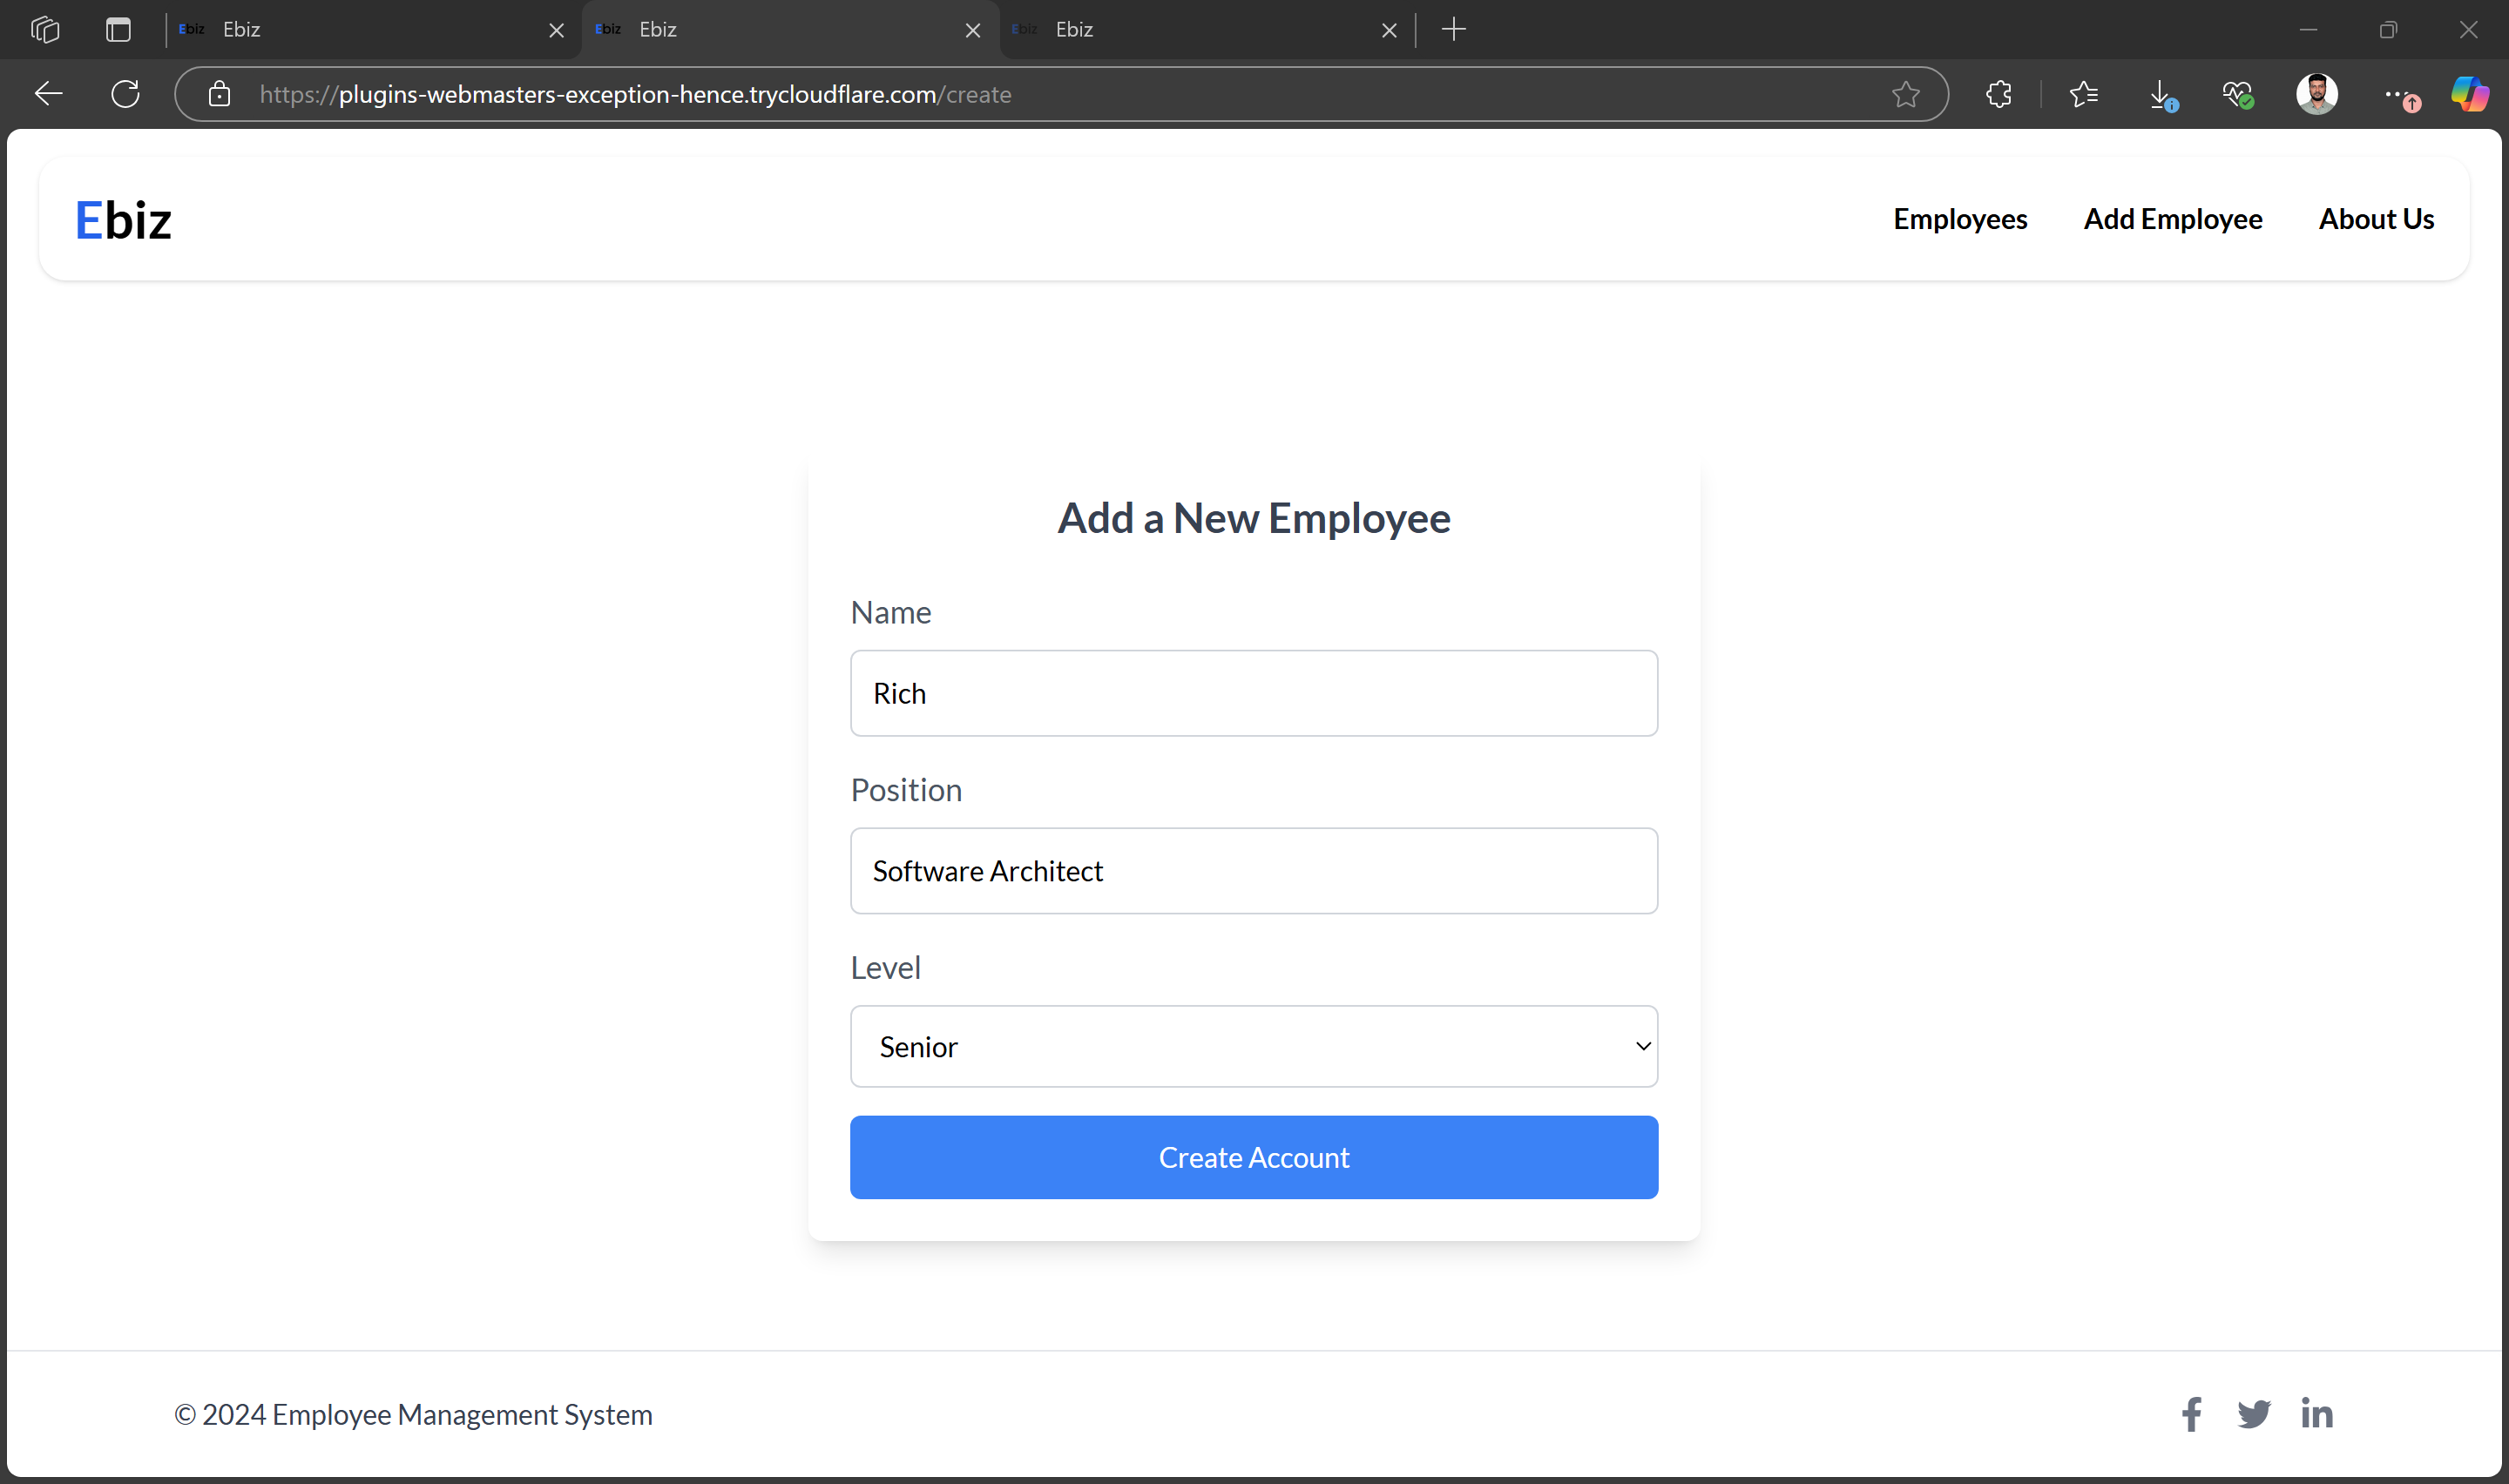 Ebiz Ebiz
Ebiz Ebiz
Ebiz Ebiz
https://plugins-webmasters-exception-hence.trycloudflare.com/create
Ebiz
Employees
Add Employee
About Us
Add a New Employee
Name
Rich
Position
Software Architect
Level
Senior
Create Account
© 2024 Employee Management System